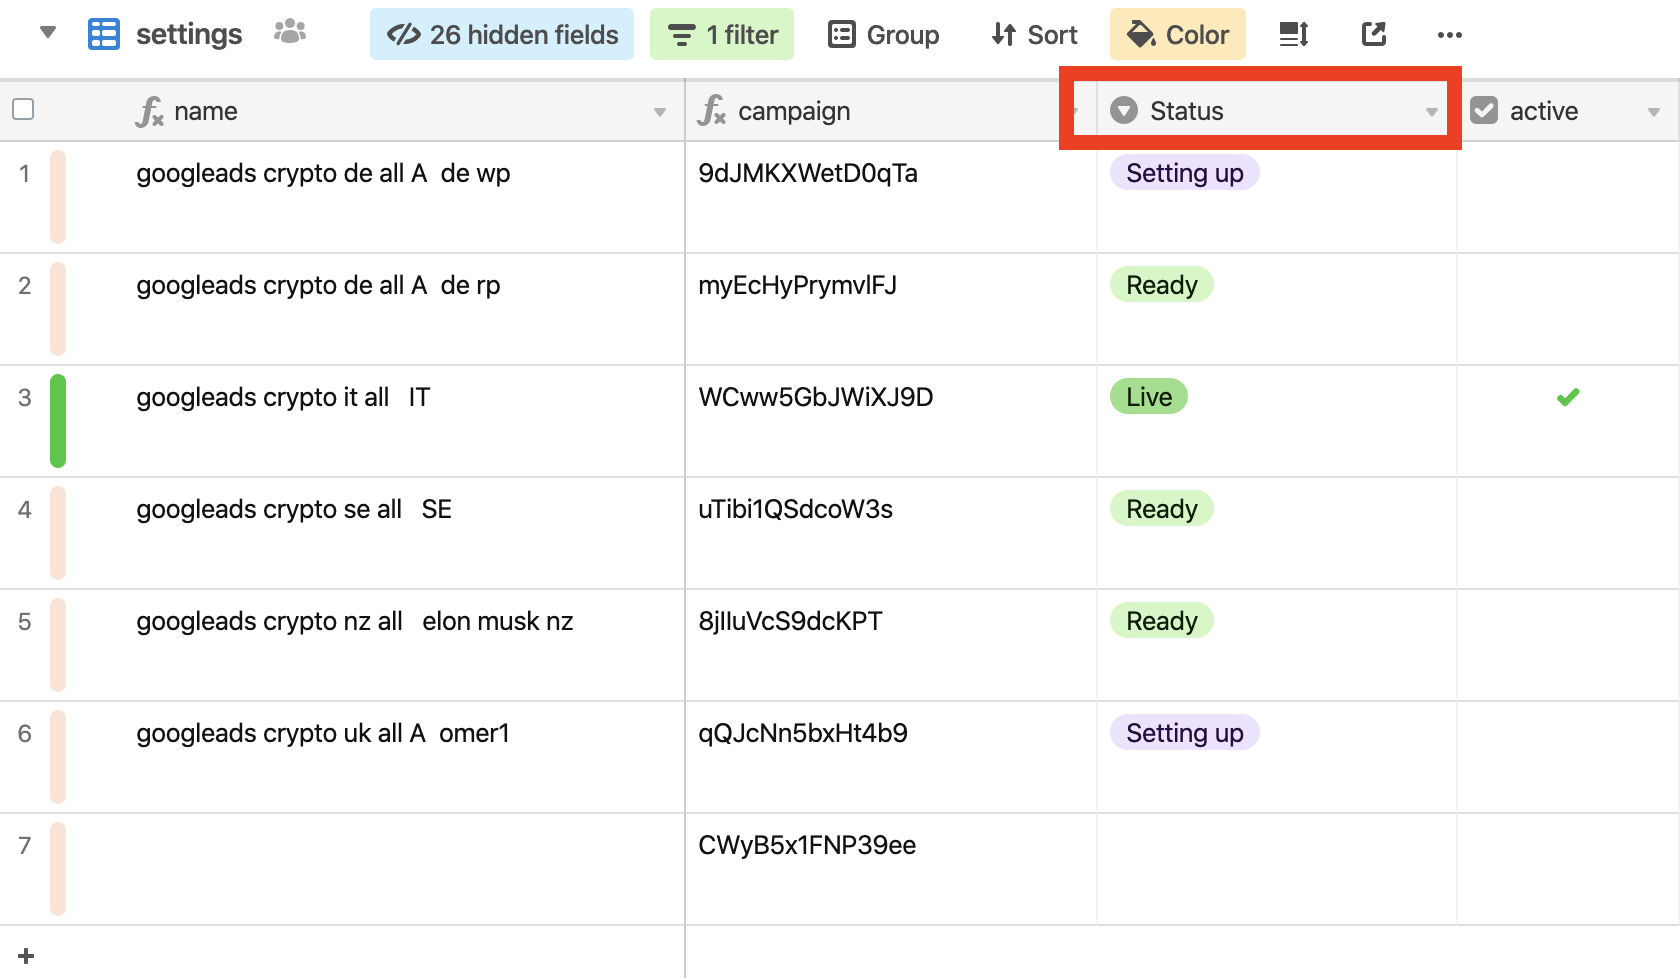 settings 26 hidden fields 1 filter Group Sort Color
name campaign Status active
1 googleads crypto de all A de wp 9dJMKXWetD0qTa Setting up
2 googleads crypto de all A de rp myEcHyPrymvlFJ Ready
3 googleads crypto it all IT WCww5GbJWiXJ9D Live
4 googleads crypto se all SE uTibi1QSdcoW3s Ready
5 googleads crypto nz all elon musk nz 8jlluVcS9dcKPT Ready
6 googleads crypto uk all A omer1 qQJcNn5bxHt4b9 Setting up
7 CWyB5x1FNP39ee